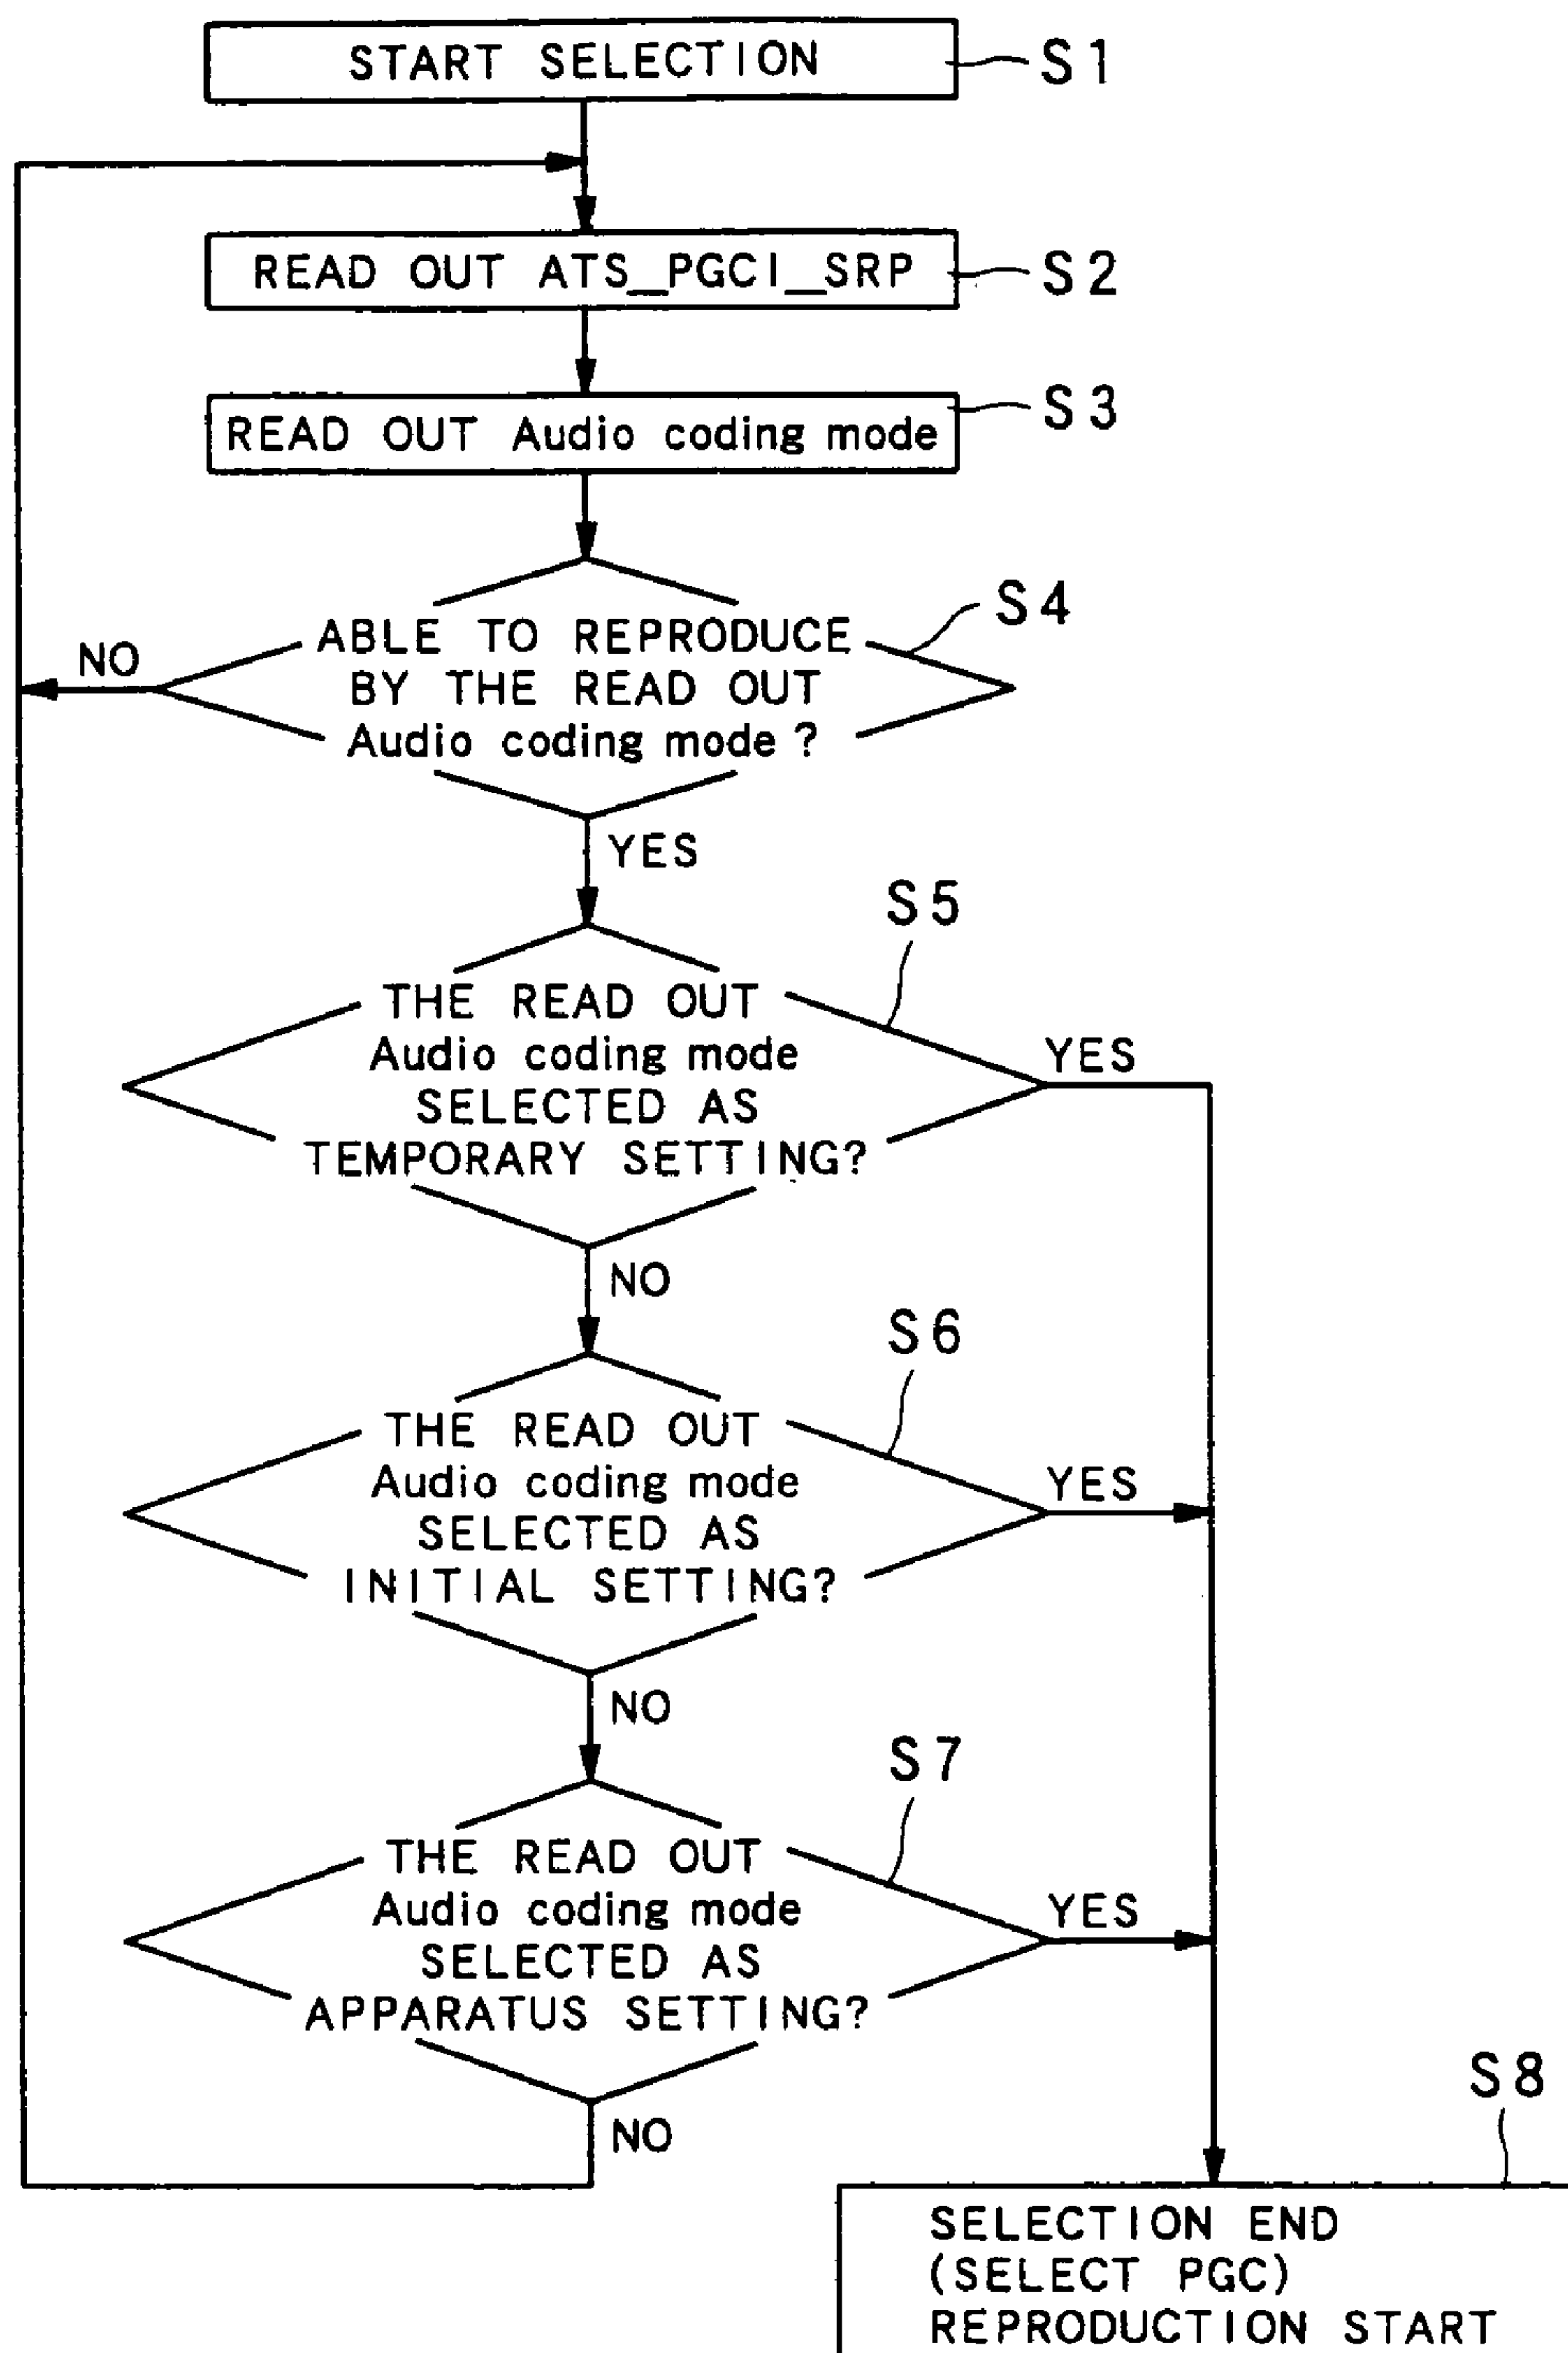 START SELECTION
S1
READ OUT ATS_PGCI_SRP
S2
READ OUT Audio coding mode
S3
S4
ABLE TO REPRODUCE
BY THE READ OUT
Audio coding mode?
NO
YES
S5
THE READ OUT
Audio coding mode
SELECTED AS
TEMPORARY SETTING?
YES
NO
S6
THE READ OUT
Audio coding mode
SELECTED AS
INITIAL SETTING?
YES
NO
S7
THE READ OUT
Audio coding mode
SELECTED AS
APPARATUS SETTING?
YES
NO
S8
SELECTION END
(SELECT PGC)
REPRODUCTION START